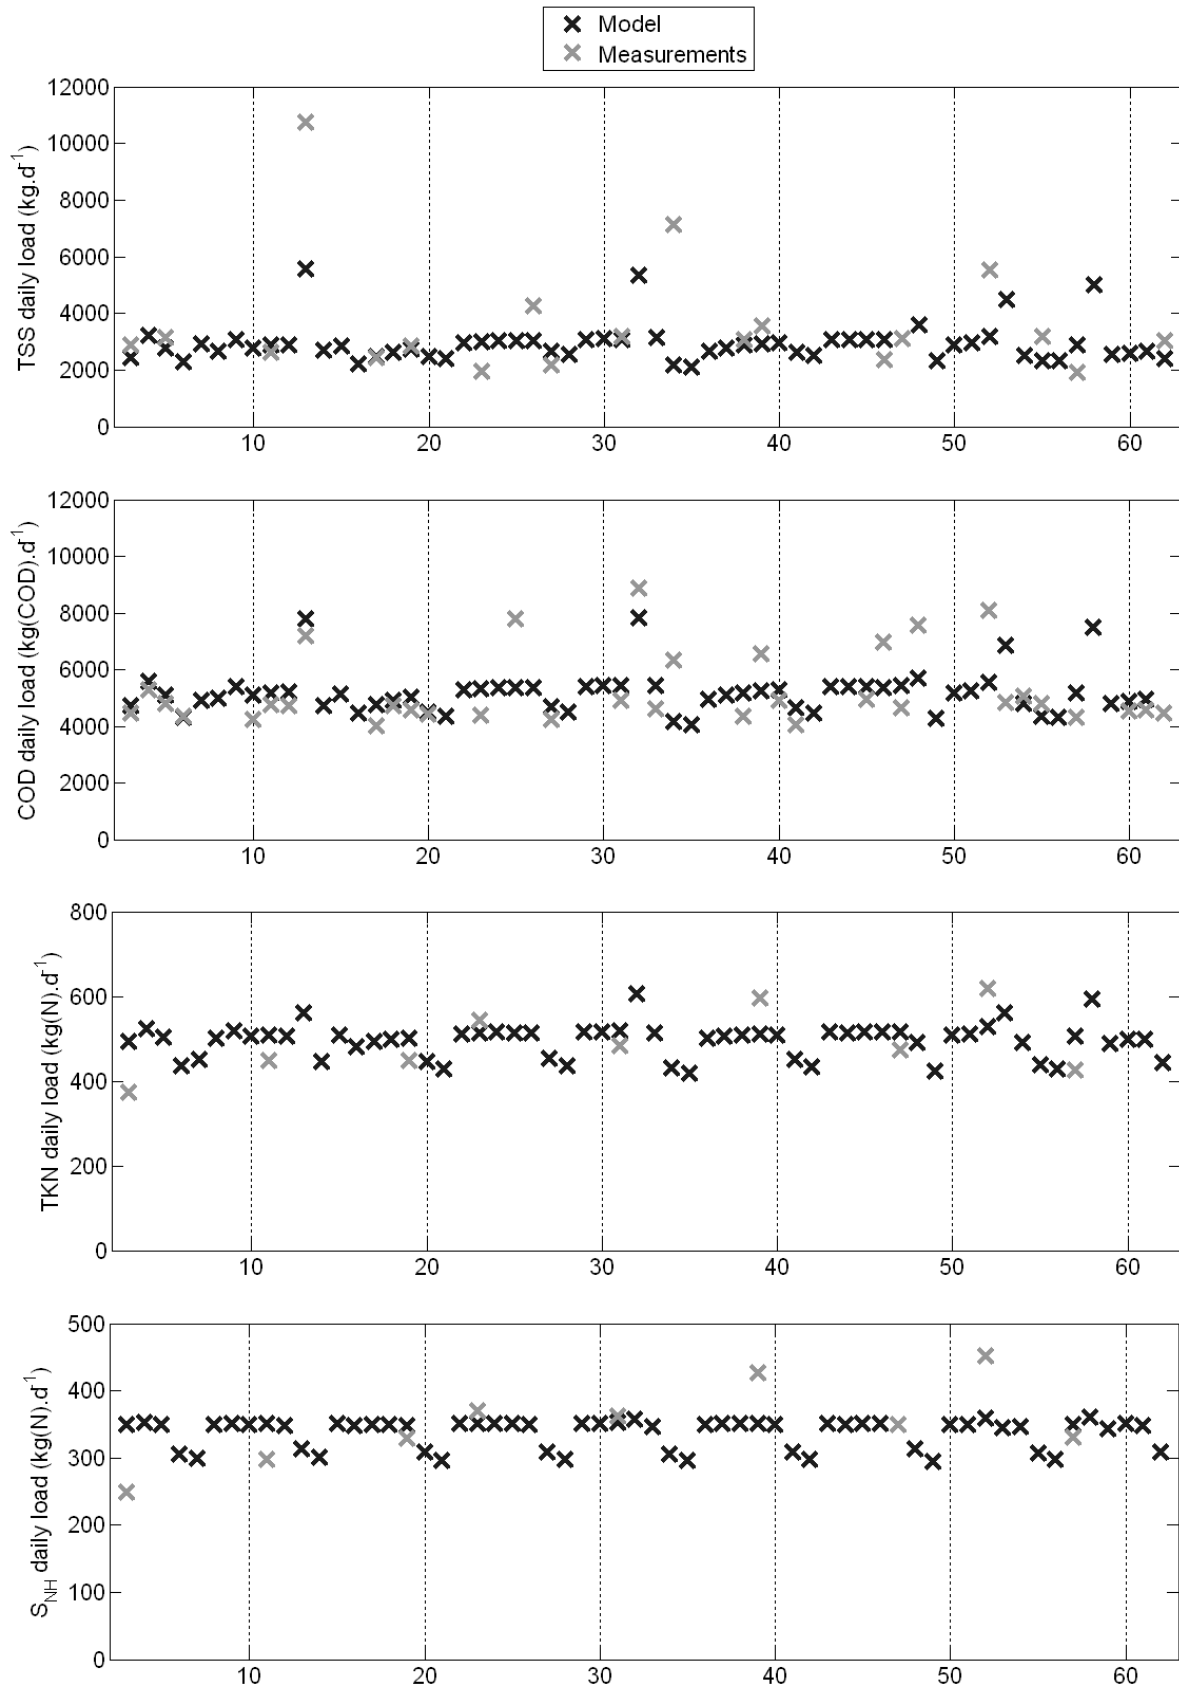 Model
Measurements
TSS daily load (kg.d⁻¹)
12000
10000
8000
6000
4000
2000
0
10 20 30 40 50 60
COD daily load (kg(COD).d⁻¹)
12000
10000
8000
6000
4000
2000
0
10 20 30 40 50 60
TKN daily load (kg(N).d⁻¹)
800
600
400
200
0
10 20 30 40 50 60
S_NH daily load (kg(N).d⁻¹)
500
400
300
200
100
0
10 20 30 40 50 60